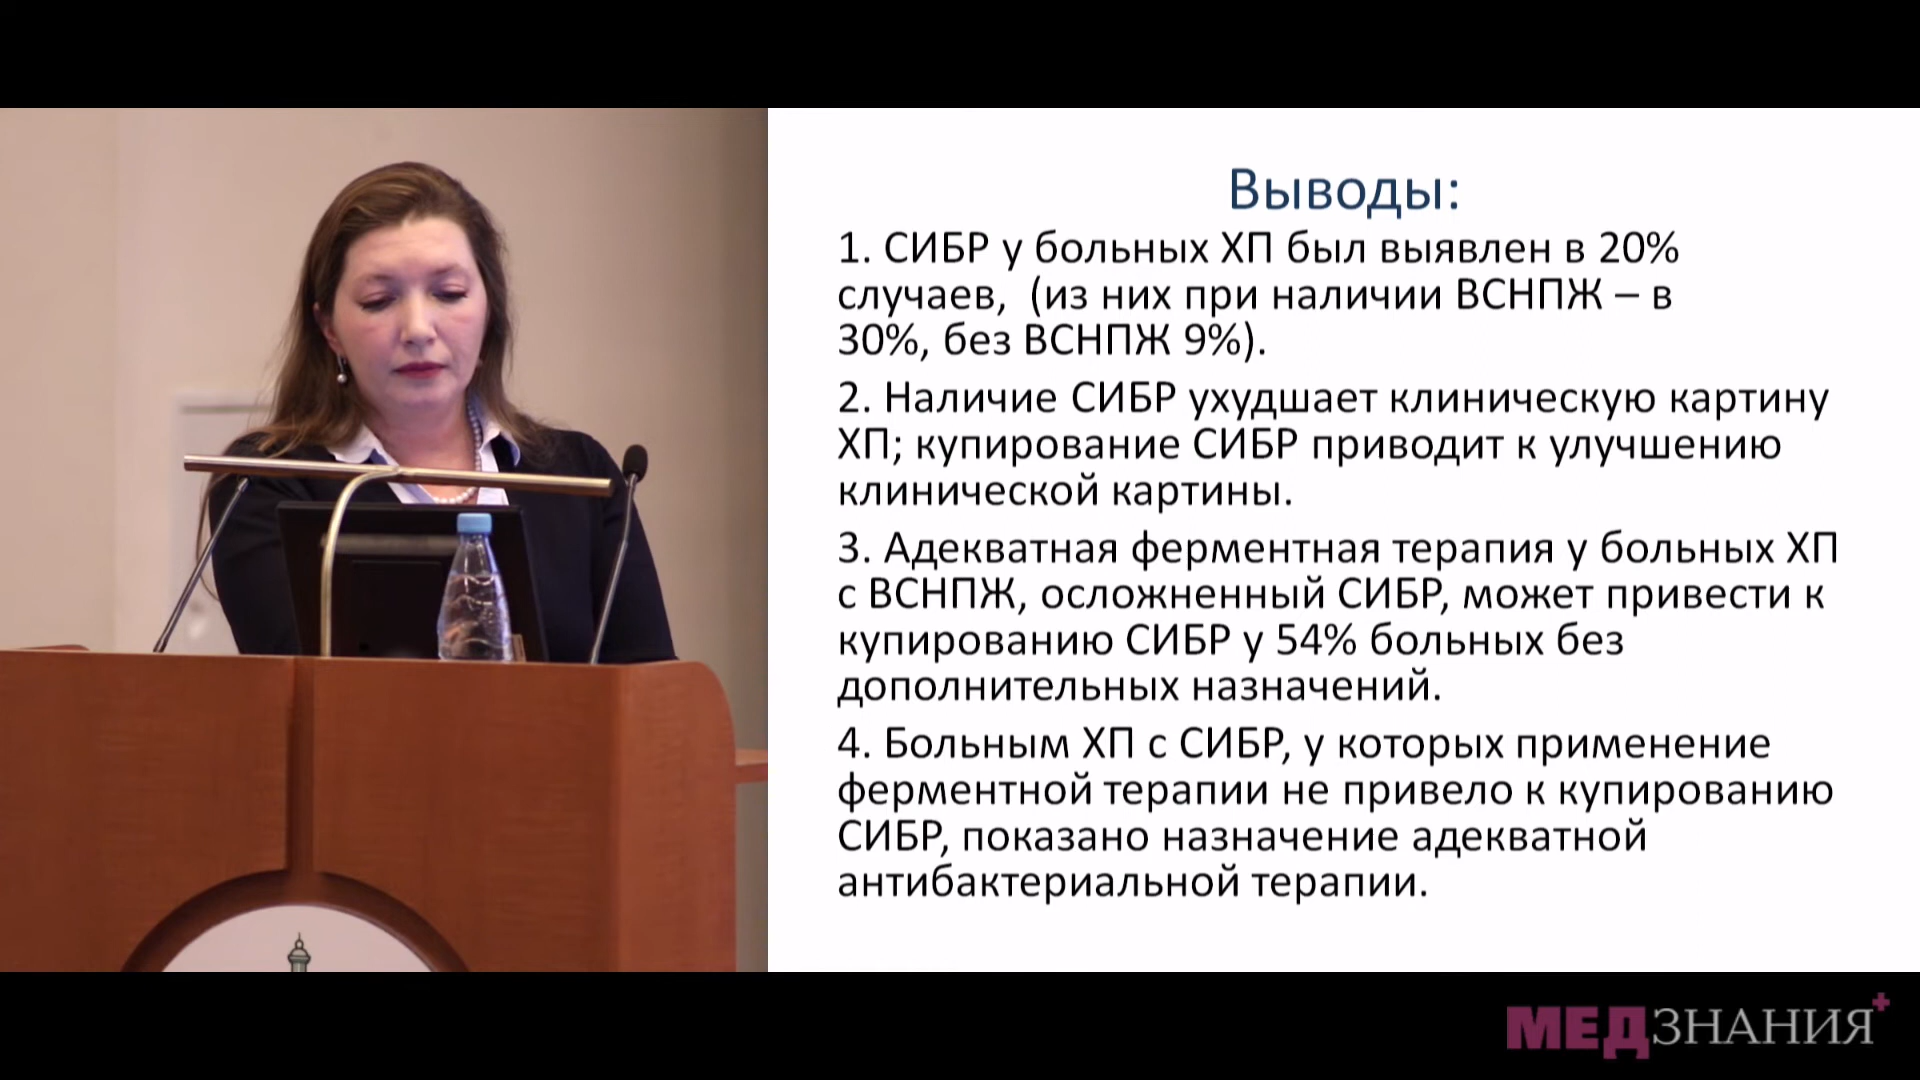 Выводы:
1. СИБР у больных ХП был выявлен в 20%
случаев, (из них при наличии ВСНПЖ – в
30%, без ВСНПЖ 9%).
2. Наличие СИБР ухудшает клиническую картину
ХП; купирование СИБР приводит к улучшению
клинической картины.
3. Адекватная ферментная терапия у больных ХП
с ВСНПЖ, осложненный СИБР, может привести к
купированию СИБР у 54% больных без
дополнительных назначений.
4. Больным ХП с СИБР, у которых применение
ферментной терапии не привело к купированию
СИБР, показано назначение адекватной
антибактериальной терапии.
МЕДЗНАНИЯ+